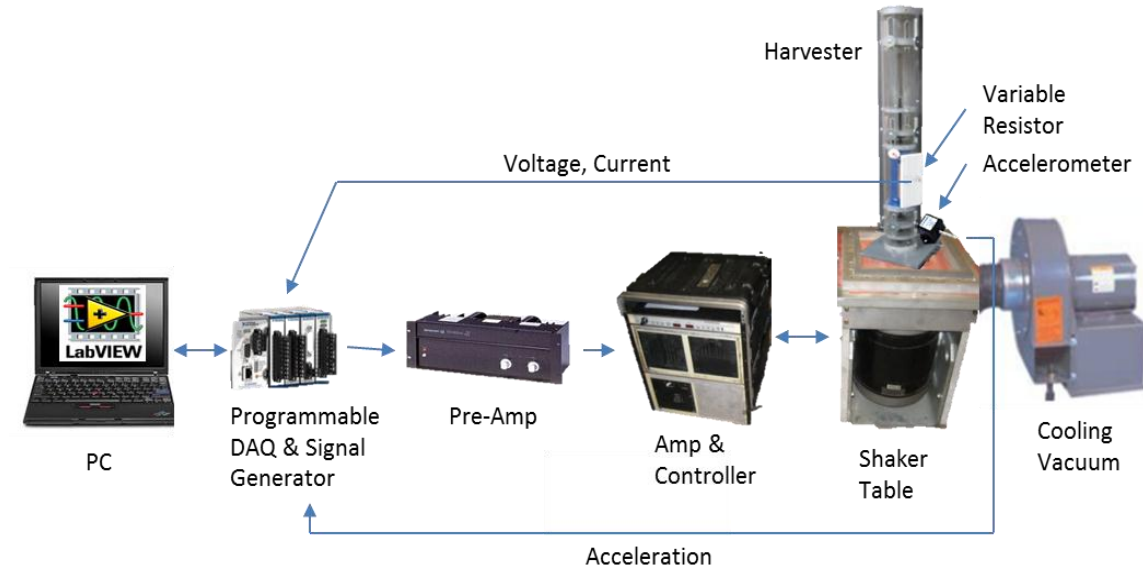 Harvester
Variable
Resistor
Accelerometer
Voltage, Current
LabVIEW
PC
Programmable
DAQ & Signal
Generator
Pre-Amp
Amp &
Controller
Shaker
Table
Cooling
Vacuum
Acceleration